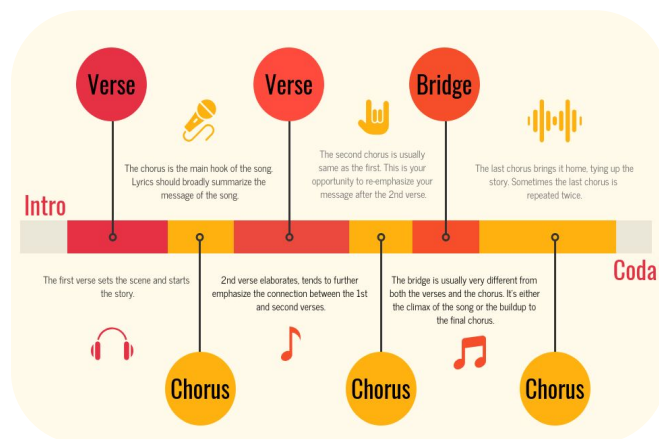 Verse
Verse
Bridge
The chorus is the main hook of the song.
Lyrics should broadly summarize the
message of the song.
The second chorus is usually
same as the first. This is your
opportunity to re-emphasize your
message after the 2nd verse.
The last chorus brings it home, tying up the
story. Sometimes the last chorus is
repeated twice.
Intro
Coda
The first verse sets the scene and starts
the story.
2nd verse elaborates, tends to further
emphasize the connection between the 1st
and second verses.
The bridge is usually very different from
both the verses and the chorus. It's either
the climax of the song or the buildup to
the final chorus.
Chorus
Chorus
Chorus